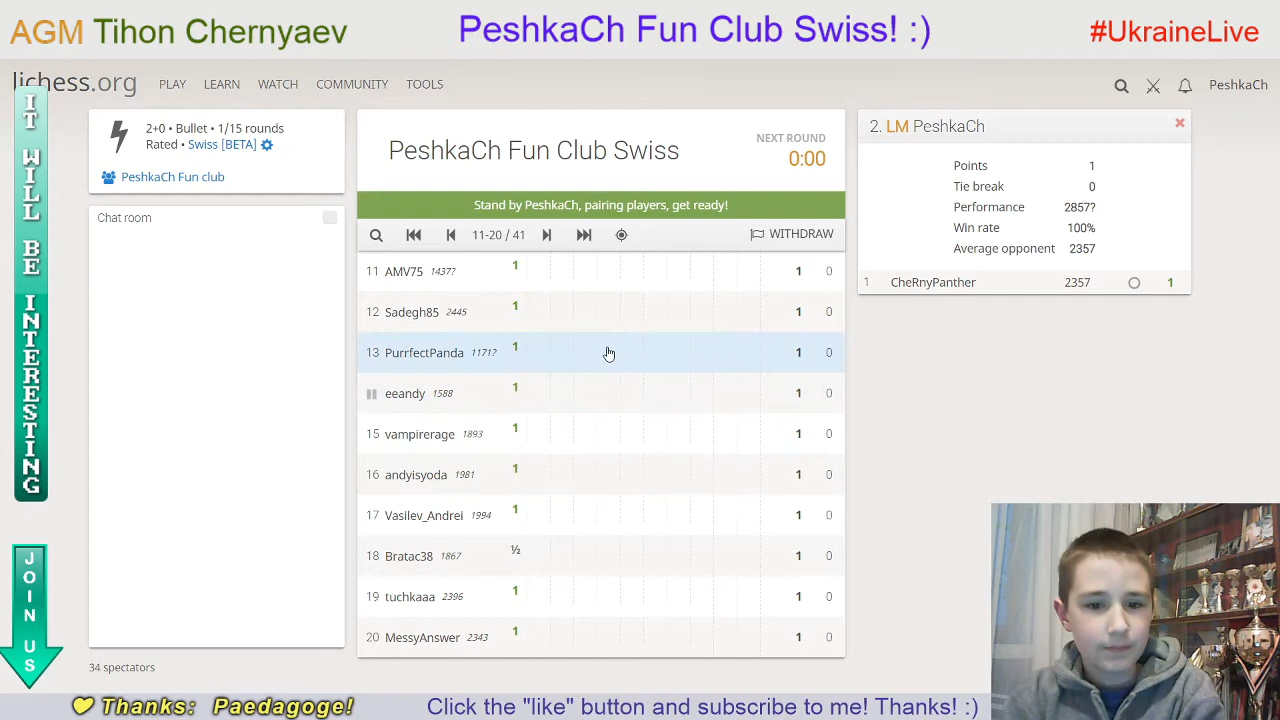 AGM Tihon Chernyaev
PeshkaCh Fun Club Swiss! :)
#UkraineLive
lichess.org
PLAY LEARN WATCH COMMUNITY TOOLS
PeshkaCh
IT WILL BE INTERESTING
JOIN US
2+0 • Bullet • 1/15 rounds
Rated • Swiss [BETA]
PeshkaCh Fun club
Chat room
34 spectators
PeshkaCh Fun Club Swiss
NEXT ROUND
0:00
Stand by PeshkaCh, pairing players, get ready!
11-20 / 41
WITHDRAW
11 AMV75 1437? 1 1 0
12 Sadegh85 2445 1 1 0
13 PurrfectPanda 1171? 1 1 0
eeandy 1588 1 1 0
15 vampirerage 1893 1 1 0
16 andyisyoda 1981 1 1 0
17 Vasilev_Andrei 1994 1 1 0
18 Bratac38 1867 ½ 1 0
19 tuchkaaa 2396 1 1 0
20 MessyAnswer 2343 1 1 0
2. LM PeshkaCh
Points 1
Tie break 0
Performance 2857?
Win rate 100%
Average opponent 2357
1 CheRnyPanther 2357 1
Thanks: Paedagoge!
Click the "like" button and subscribe to me! Thanks! :)